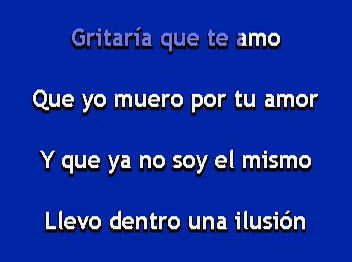 Gritaría que te amo
Que yo muero por tu amor
Y que ya no soy el mismo
Llevo dentro una ilusión